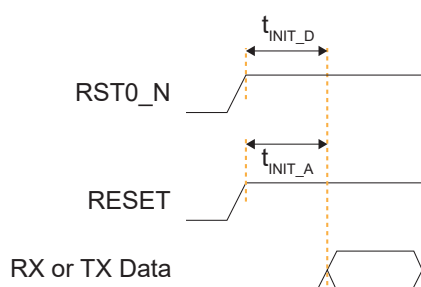 tINIT_D
RST0_N
tINIT_A
RESET
RX or TX Data